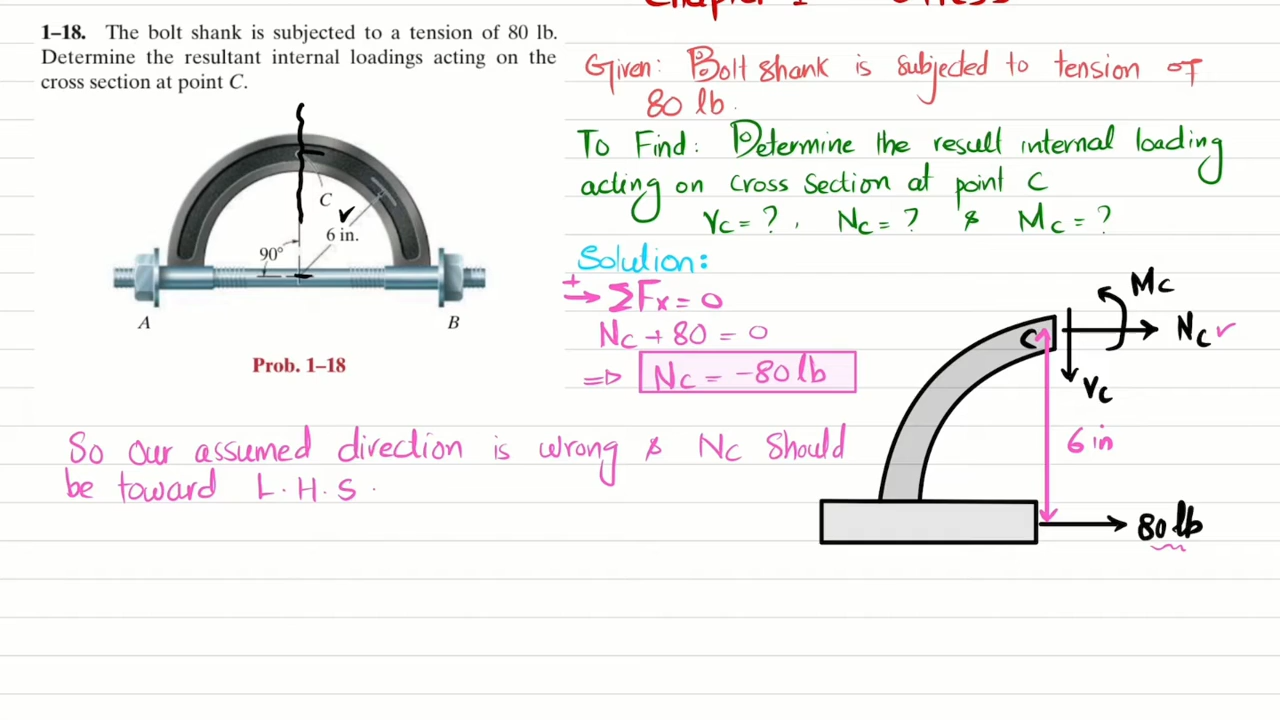 Chapter 1 Stress
1–18. The bolt shank is subjected to a tension of 80 lb.
Determine the resultant internal loadings acting on the
cross section at point C.
C
6 in.
90°
A
B
Prob. 1–18
Given: Bolt shank is subjected to tension of
80 lb.
To Find: Determine the result internal loading
acting on cross section at point C
Vc = ? , Nc = ? & Mc = ?
Solution:
+→ ΣFx = 0
Nc + 80 = 0
⇒ Nc = -80 lb
So our assumed direction is wrong & Nc should
be toward L.H.S.
Mc
C
Nc
Vc
6 in
80 lb